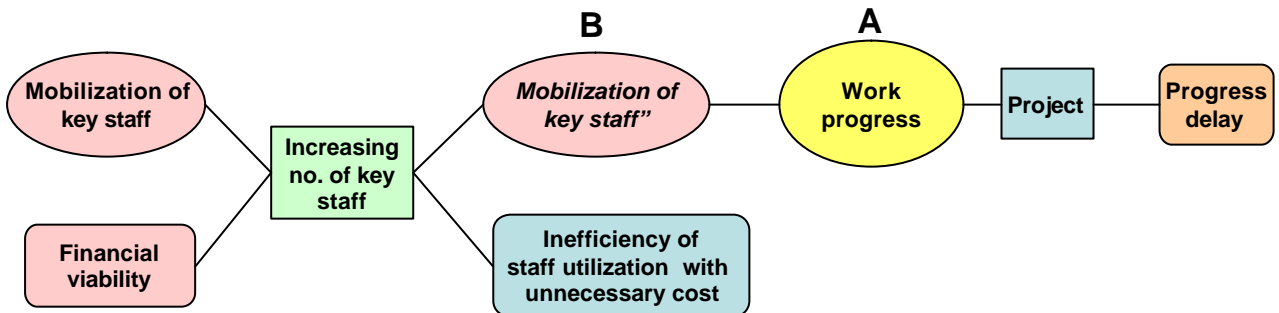 B
A
Mobilization of
key staff
Mobilization of
key staff”
Work
progress
Project
Progress
delay
Increasing
no. of key
staff
Financial
viability
Inefficiency of
staff utilization with
unnecessary cost